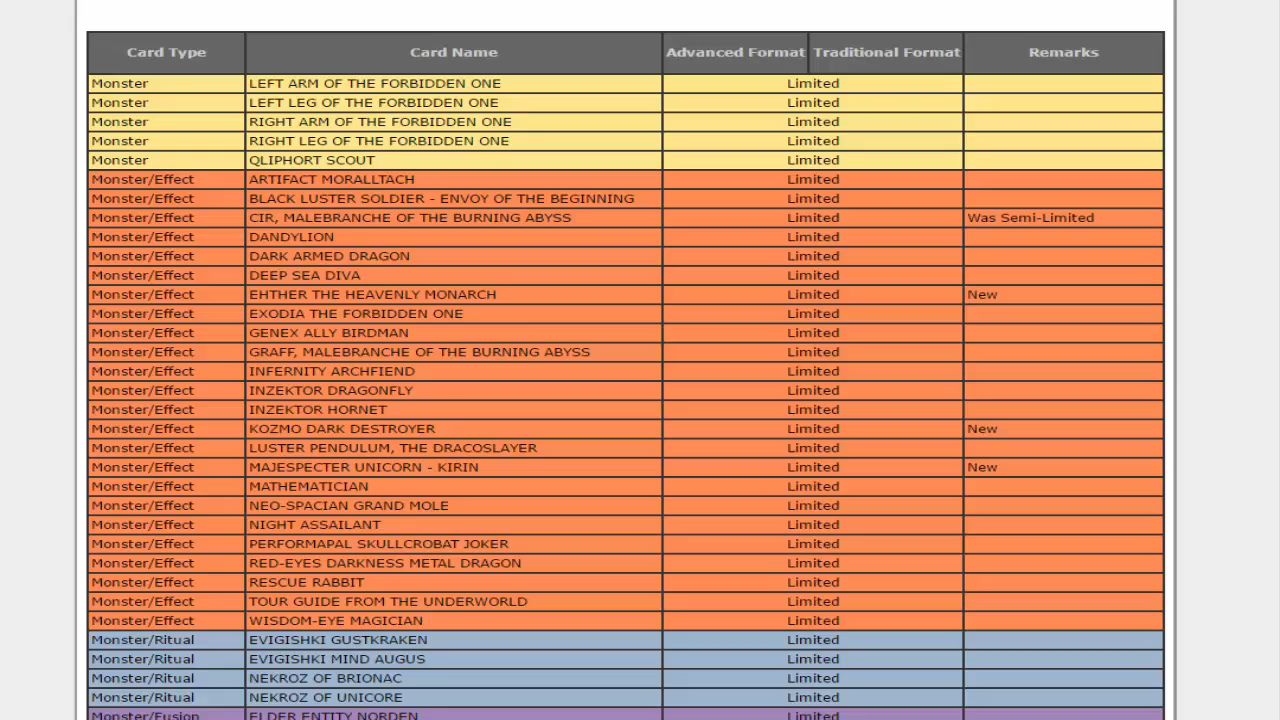 Card Type Card Name Advanced Format Traditional Format Remarks
Monster LEFT ARM OF THE FORBIDDEN ONE Limited
Monster LEFT LEG OF THE FORBIDDEN ONE Limited
Monster RIGHT ARM OF THE FORBIDDEN ONE Limited
Monster RIGHT LEG OF THE FORBIDDEN ONE Limited
Monster QLIPHORT SCOUT Limited
Monster/Effect ARTIFACT MORALLTACH Limited
Monster/Effect BLACK LUSTER SOLDIER - ENVOY OF THE BEGINNING Limited
Monster/Effect CIR, MALEBRANCHE OF THE BURNING ABYSS Limited Was Semi-Limited
Monster/Effect DANDYLION Limited
Monster/Effect DARK ARMED DRAGON Limited
Monster/Effect DEEP SEA DIVA Limited
Monster/Effect EHTHER THE HEAVENLY MONARCH Limited New
Monster/Effect EXODIA THE FORBIDDEN ONE Limited
Monster/Effect GENEX ALLY BIRDMAN Limited
Monster/Effect GRAFF, MALEBRANCHE OF THE BURNING ABYSS Limited
Monster/Effect INFERNITY ARCHFIEND Limited
Monster/Effect INZEKTOR DRAGONFLY Limited
Monster/Effect INZEKTOR HORNET Limited
Monster/Effect KOZMO DARK DESTROYER Limited New
Monster/Effect LUSTER PENDULUM, THE DRACOSLAYER Limited
Monster/Effect MAJESPECTER UNICORN - KIRIN Limited New
Monster/Effect MATHEMATICIAN Limited
Monster/Effect NEO-SPACIAN GRAND MOLE Limited
Monster/Effect NIGHT ASSAILANT Limited
Monster/Effect PERFORMAPAL SKULLCROBAT JOKER Limited
Monster/Effect RED-EYES DARKNESS METAL DRAGON Limited
Monster/Effect RESCUE RABBIT Limited
Monster/Effect TOUR GUIDE FROM THE UNDERWORLD Limited
Monster/Effect WISDOM-EYE MAGICIAN Limited
Monster/Ritual EVIGISHKI GUSTKRAKEN Limited
Monster/Ritual EVIGISHKI MIND AUGUS Limited
Monster/Ritual NEKROZ OF BRIONAC Limited
Monster/Ritual NEKROZ OF UNICORE Limited
Monster/Fusion ELDER ENTITY NORDEN Limited